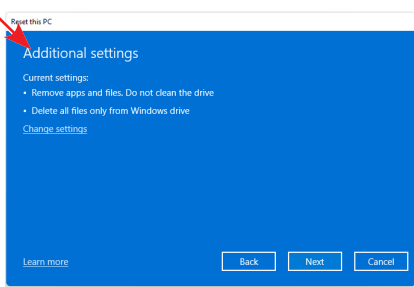 Reset this PC
Additional settings
Current settings:
• Remove apps and files. Do not clean the drive
• Delete all files only from Windows drive
Change settings
Learn more
Back
Next
Cancel